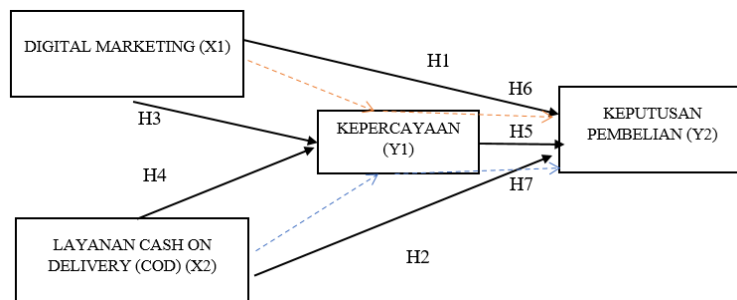 DIGITAL MARKETING (X1)
H1
H6
H3
KEPERCAYAAN
(Y1)
H5
KEPUTUSAN
PEMBELIAN (Y2)
H4
H7
LAYANAN CASH ON
DELIVERY (COD) (X2)
H2